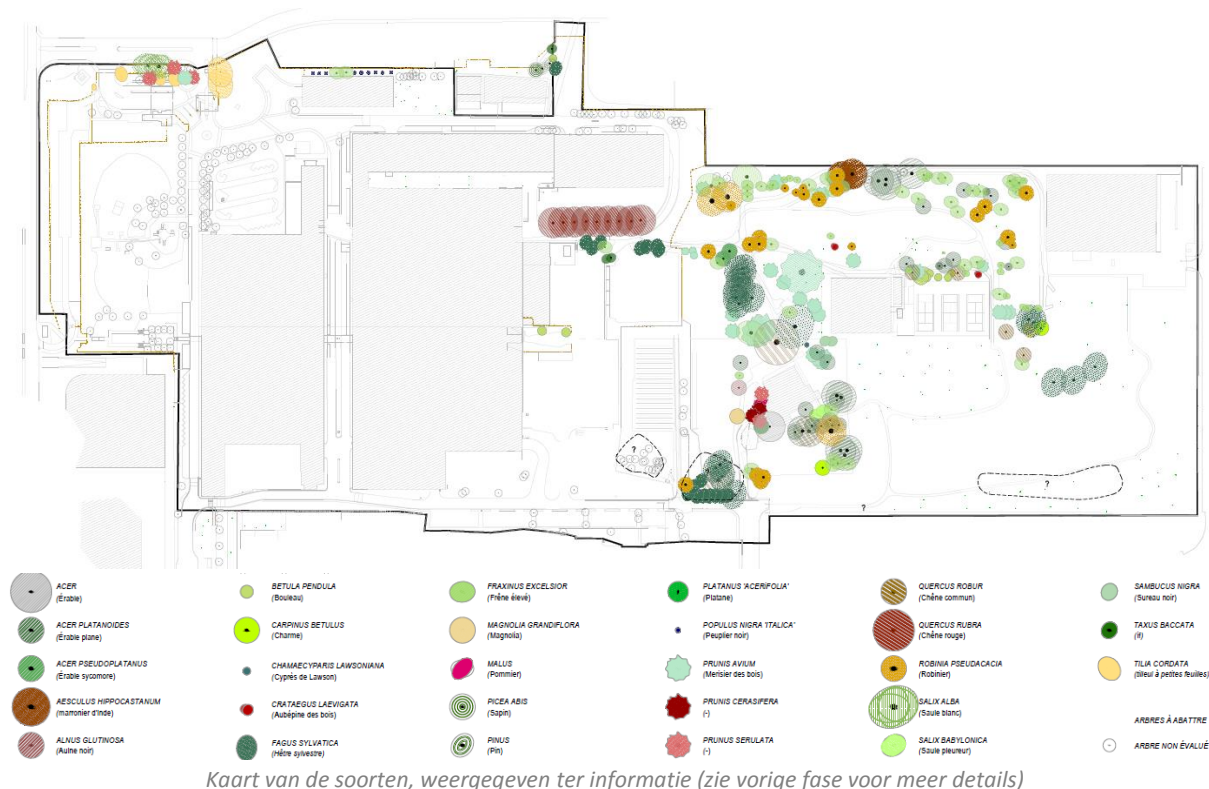 ?
?
?
ACER
(Érable)
ACER PLATANOIDES
(Érable plane)
ACER PSEUDOPLATANUS
(Érable sycomore)
AESCULUS HIPPOCASTANUM
(marronier d'Inde)
ALNUS GLUTINOSA
(Aulne noir)
BETULA PENDULA
(Bouleau)
CARPINUS BETULUS
(Charme)
CHAMAECYPARIS LAWSONIANA
(Cyprès de Lawson)
CRATAEGUS LAEVIGATA
(Aubépine des bois)
FAGUS SYLVATICA
(Hêtre sylvestre)
FRAXINUS EXCELSIOR
(Frêne élevé)
MAGNOLIA GRANDIFLORA
(Magnolia)
MALUS
(Pommier)
PICEA ABIS
(Sapin)
PINUS
(Pin)
PLATANUS 'ACERIFOLIA'
(Platane)
POPULUS NIGRA 'ITALICA'
(Peuplier noir)
PRUNIS AVIUM
(Merisier des bois)
PRUNIS CERASIFERA
(-)
PRUNUS SERULATA
(-)
QUERCUS ROBUR
(Chêne commun)
QUERCUS RUBRA
(Chêne rouge)
ROBINIA PSEUDACACIA
(Robinier)
SALIX ALBA
(Saule blanc)
SALIX BABYLONICA
(Saule pleureur)
SAMBUCUS NIGRA
(Sureau noir)
TAXUS BACCATA
(If)
TILIA CORDATA
(tilleul à petites feuilles)
ARBRES À ABATTRE
ARBRE NON ÉVALUÉ
Kaart van de soorten, weergegeven ter informatie (zie vorige fase voor meer details)